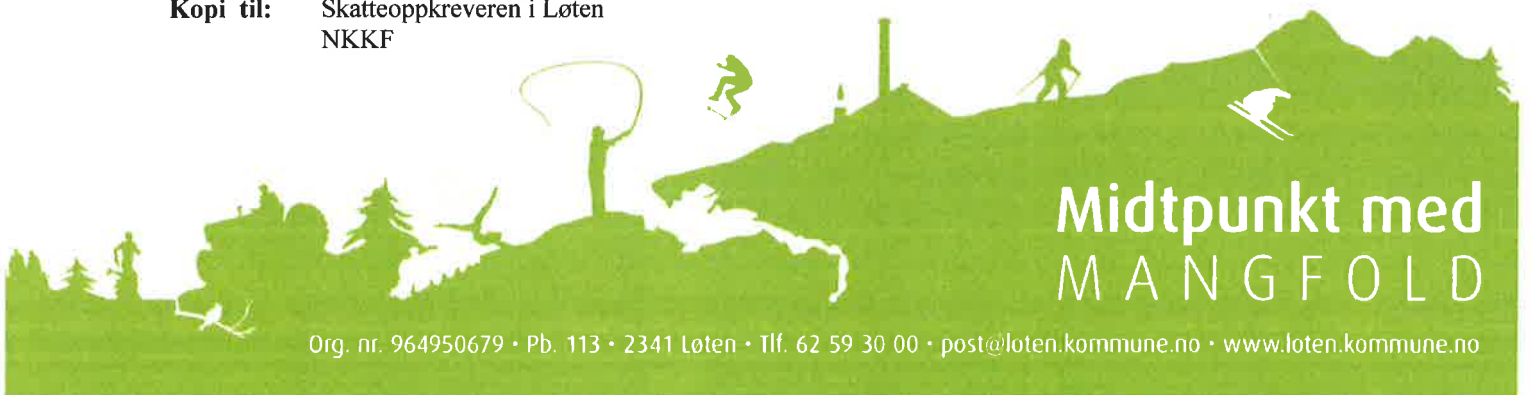 Kopi til: Skatteoppkreveren i Løten
NKKF
Midtpunkt med
MANGFOLD
Org. nr. 964950679 • Pb. 113 • 2341 Løten • Tlf. 62 59 30 00 • post@loten.kommune.no • www.loten.kommune.no